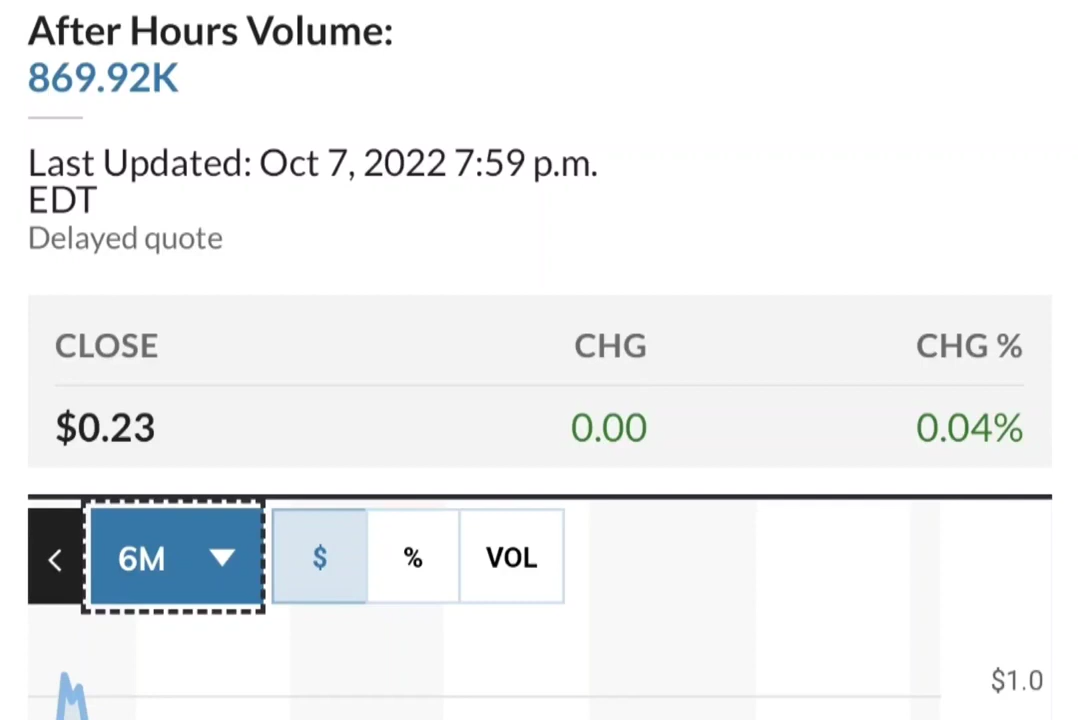 After Hours Volume:
869.92K
Last Updated: Oct 7, 2022 7:59 p.m.
EDT
Delayed quote
CLOSE CHG CHG %
$0.23 0.00 0.04%
6M $ % VOL
$1.0